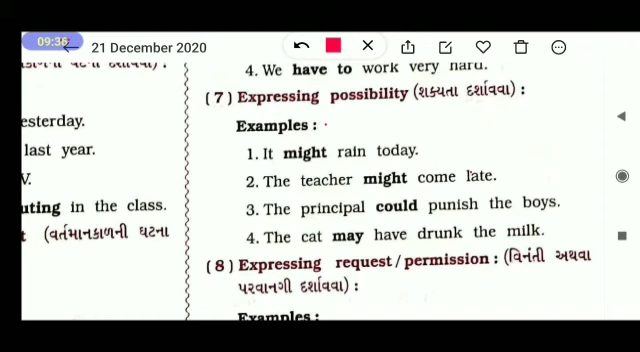 09:36
21 December 2020
4. We have to work very hard.
(7) Expressing possibility (શક્યતા દર્શાવવા) :
Examples :
1. It might rain today.
2. The teacher might come late.
3. The principal could punish the boys.
4. The cat may have drunk the milk.
(8) Expressing request/permission : (વિનંતી અથવા
પરવાનગી દર્શાવવા) :
Examples :
esterday.
last year.
V.
uting in the class.
t (વર્તમાનકાળની ઘટના